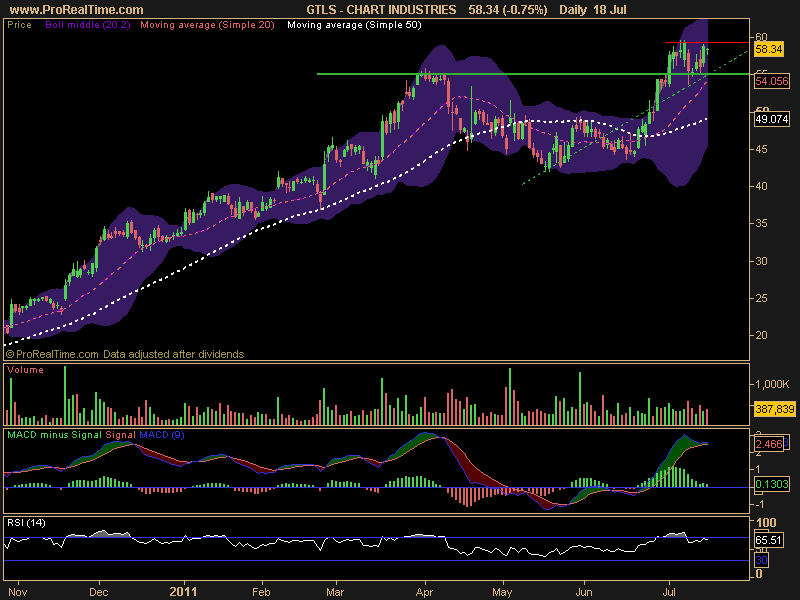 www.ProRealTime.com GTLS - CHART INDUSTRIES 58.34 (-0.75%) Daily 18 Jul
Price Boll middle (20 2) Moving average (Simple 20) Moving average (Simple 50)
60
58.34
54.056
50
49.074
45
40
35
30
25
20
© ProRealTime.com Data adjusted after dividends
Volume
1,000K
387,839
MACD minus Signal Signal MACD (9)
2.466
1
0.1303
-1
RSI (14)
100
65.51
30
0
Nov Dec 2011 Feb Mar Apr May Jun Jul